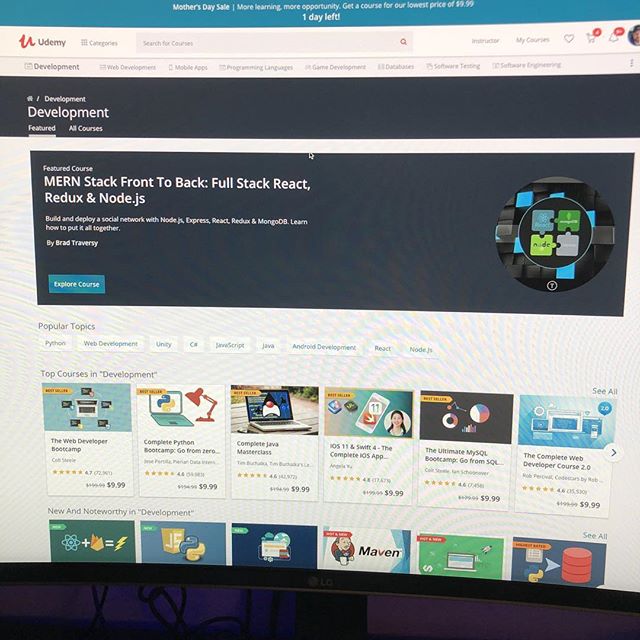 Mother's Day Sale | More learning, more opportunity. Get a course for our lowest price of $9.99
1 day left!
Udemy Categories Search for Courses Instructor My Courses
Development Web Development Mobile Apps Programming Languages Game Development Databases Software Testing Software Engineering
/ Development
Development
Featured All Courses
Featured Course
MERN Stack Front To Back: Full Stack React,
Redux & Node.js
Build and deploy a social network with Node.js, Express, React, Redux & MongoDB. Learn
how to put it all together.
By Brad Traversy
Explore Course
Popular Topics
Python Web Development Unity C# JavaScript Java Android Development React Node.Js
Top Courses in "Development"
See All
BEST SELLER
The Web Developer
Bootcamp
Colt Steele
4.7 (72,961)
$199.99 $9.99
BEST SELLER
Complete Python
Bootcamp: Go from zero...
Jose Portilla, Pierian Data Intern...
4.6
$194.99 $9.99
BEST SELLER
Complete Java
Masterclass
Tim Buchalka, Tim Buchalka's Le...
4.6 (42,972)
$194.99 $9.99
BEST SELLER
11
iOS 11 & Swift 4 - The
Complete iOS App...
Angela Yu
4.8
$199.99 $9.99
BEST SELLER
The Ultimate MySQL
Bootcamp: Go from SQL...
Colt Steele, Ian Schoonover
4.6 (7,458)
$179.99 $9.99
2.0
The Complete Web
Developer Course 2.0
Rob Percival, Codestars by Rob...
4.6 (35,530)
$199.99 $9.99
New And Noteworthy in "Development"
See All
NEW
NEW
JS
NEW
HOT & NEW
Maven
HOT & NEW
HIGHEST RATED
LG